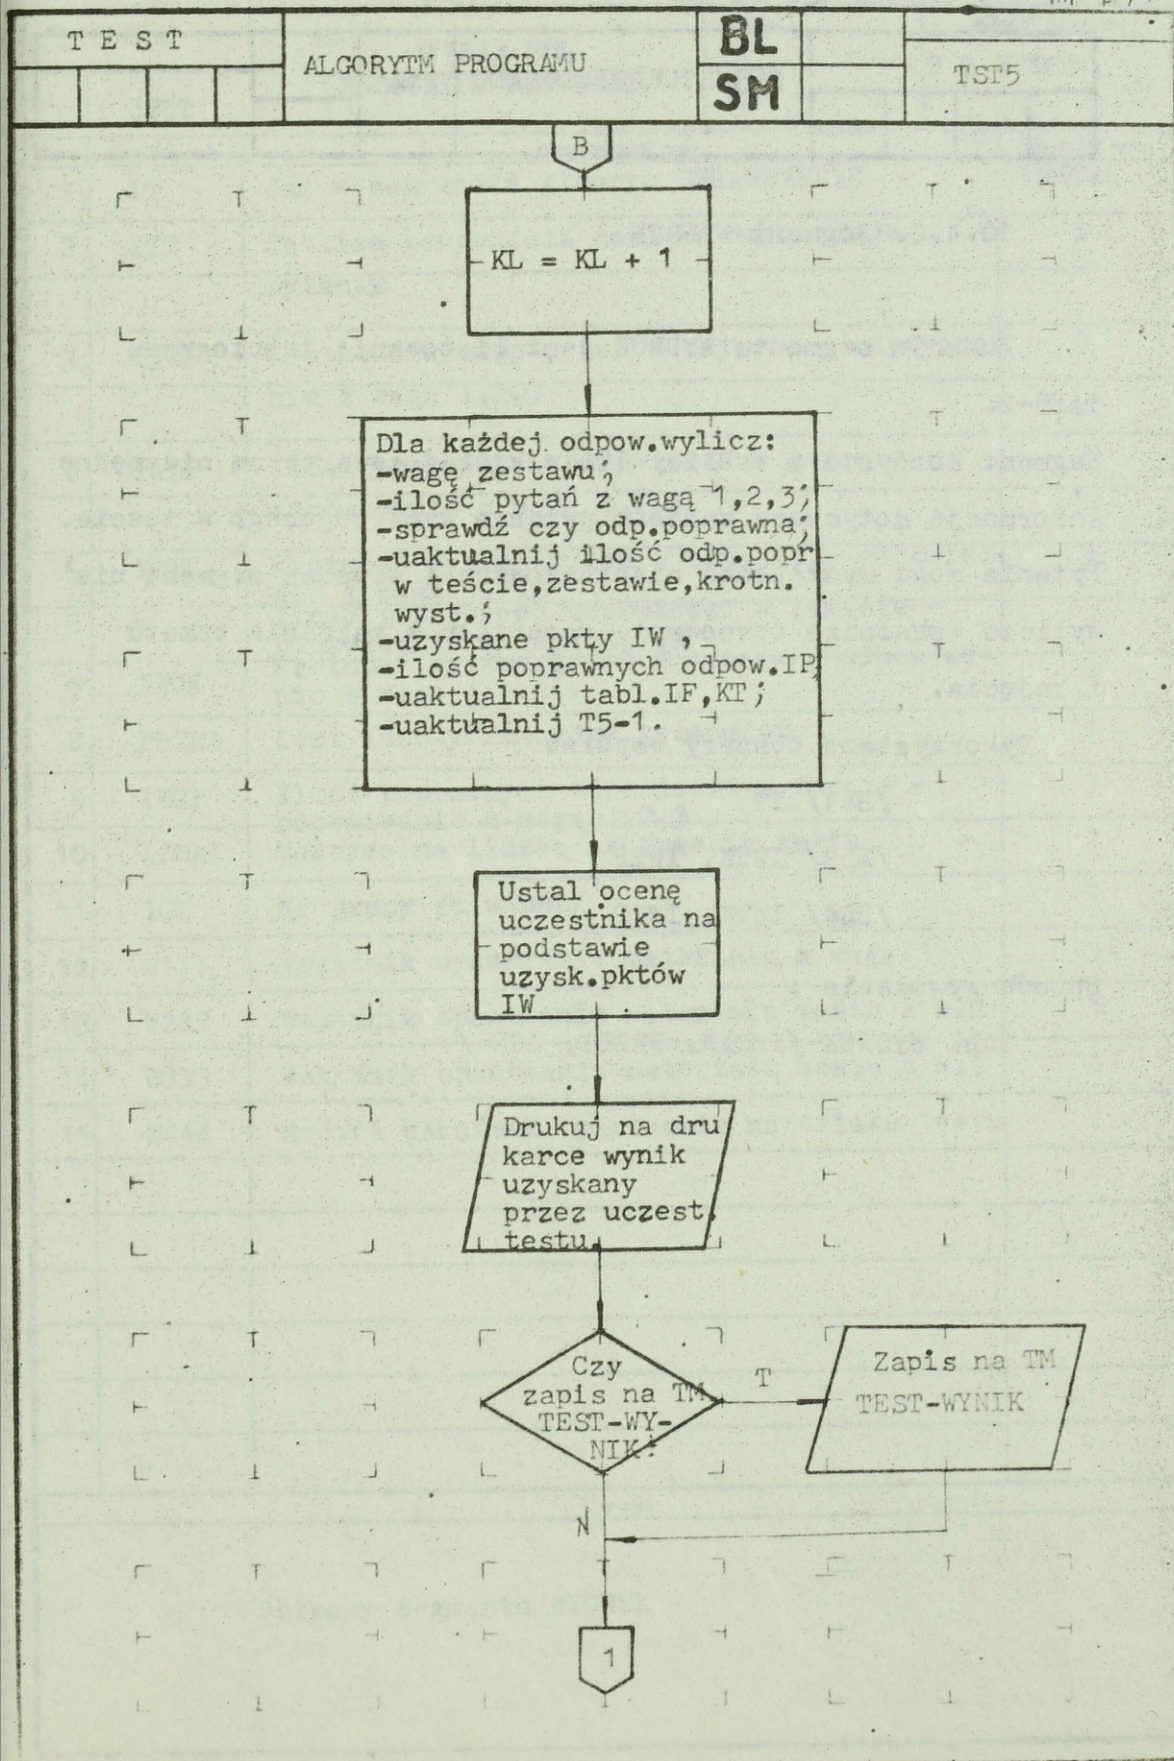 T E S T
ALGORYTM PROGRAMU
BL
SM
TST5
B
KL = KL + 1
Dla każdej odpow.wylicz:
-wagę zestawu;
-ilość pytań z wagą 1,2,3;
-sprawdź czy odp.poprawna;
-uaktualnij ilość odp.popr
w teście,zestawie,krotn.
wyst.;
-uzyskane pkty IW ,
-ilość poprawnych odpow.IP,
-uaktualnij tabl.IF,KT;
-uaktualnij T5-1.
Ustal ocenę
uczestnika na
podstawie
uzysk.pktów
IW
Drukuj na dru
karce wynik
uzyskany
przez uczest.
testu.
Czy
zapis na TM
TEST-WY-
NIK?
T
Zapis na TM
TEST-WYNIK
N
1